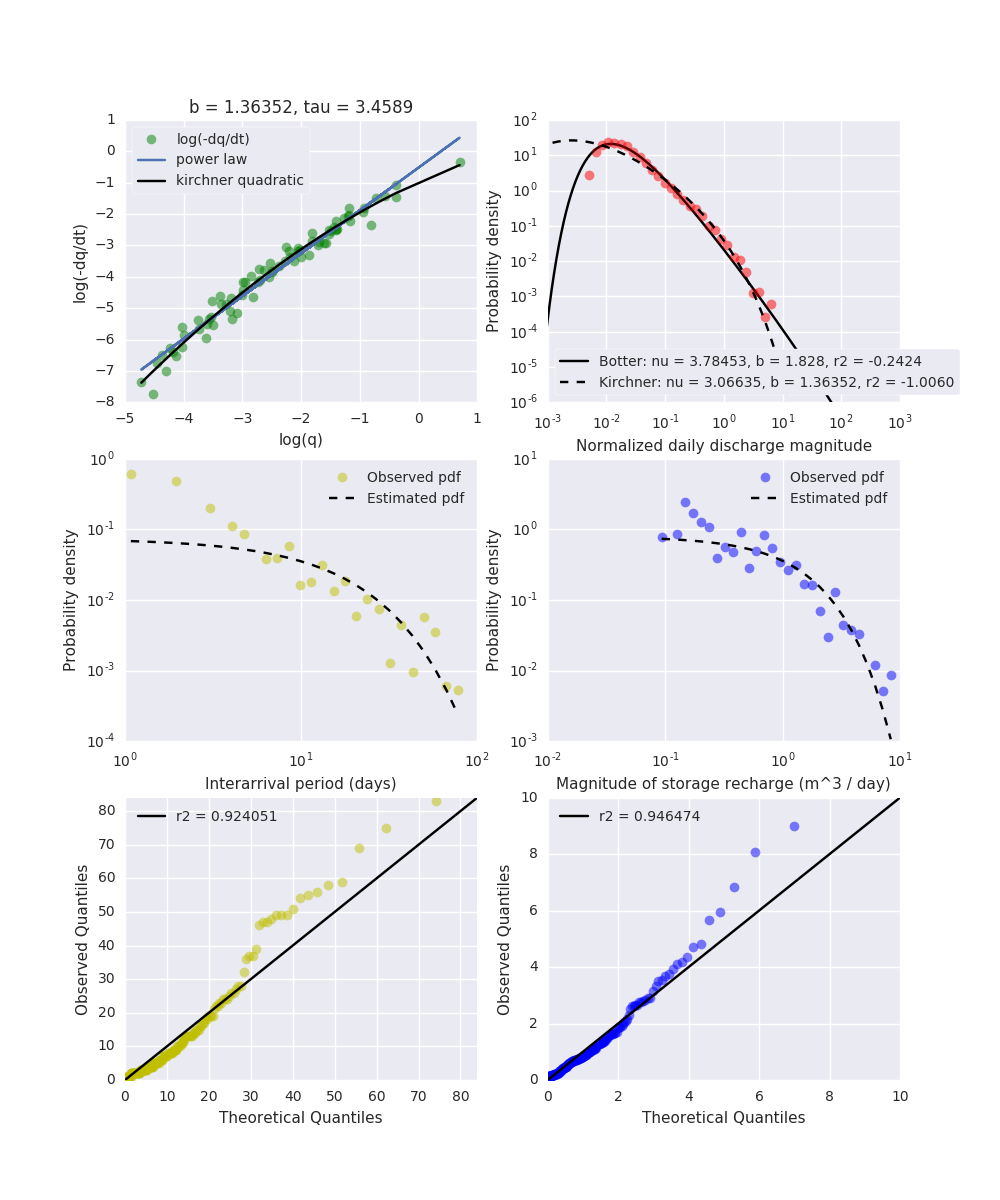 b = 1.36352, tau = 3.4589
log(-dq/dt)
power law
kirchner quadratic
1
0
−1
−2
−3
−4
−5
−6
−7
−8
log(-dq/dt)
−5 −4 −3 −2 −1 0 1
log(q)
10^2
10^1
10^0
10^-1
10^-2
10^-3
10^-4
10^-5
10^-6
Probability density
Botter: nu = 3.78453, b = 1.828, r2 = -0.2424
Kirchner: nu = 3.06635, b = 1.36352, r2 = -1.0060
10^-3 10^-2 10^-1 10^0 10^1 10^2 10^3
Normalized daily discharge magnitude
Observed pdf
Estimated pdf
10^0
10^-1
10^-2
10^-3
10^-4
Probability density
10^0 10^1 10^2
Interarrival period (days)
Observed pdf
Estimated pdf
10^1
10^0
10^-1
10^-2
10^-3
Probability density
10^-2 10^-1 10^0 10^1
Magnitude of storage recharge (m^3 / day)
r2 = 0.924051
80
70
60
50
40
30
20
10
0
Observed Quantiles
0 10 20 30 40 50 60 70 80
Theoretical Quantiles
r2 = 0.946474
10
8
6
4
2
0
Observed Quantiles
0 2 4 6 8 10
Theoretical Quantiles